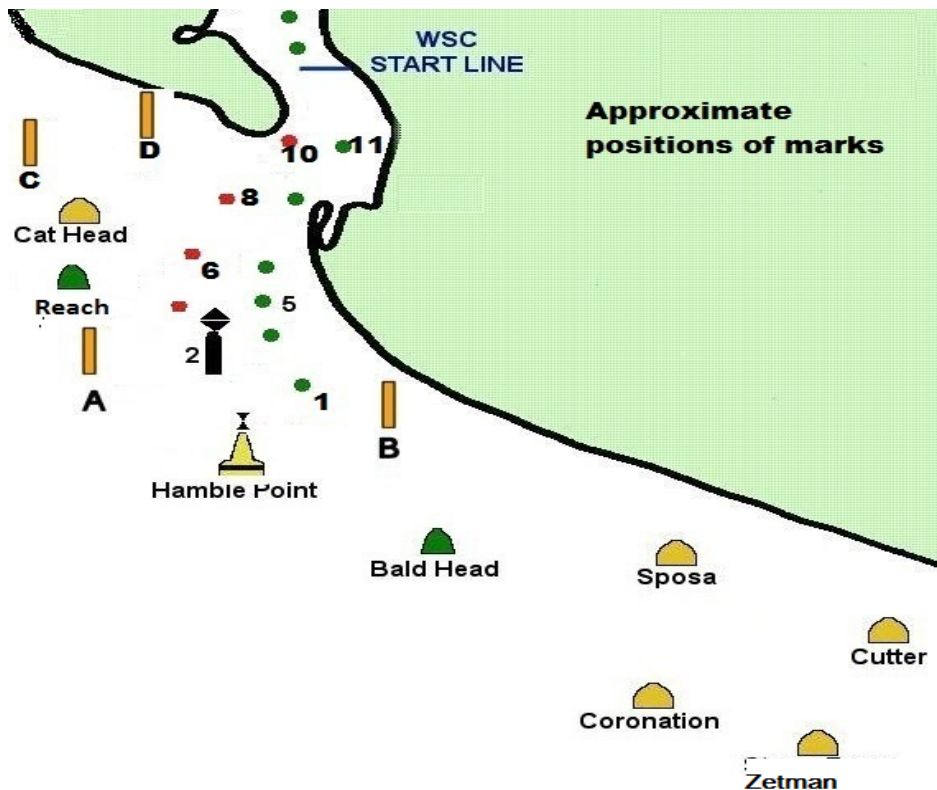 WSC
START LINE
Approximate
positions of marks
D
10
11
C
8
Cat Head
6
Reach
5
2
A
1
B
Hamble Point
Bald Head
Sposa
Cutter
Coronation
Zetman